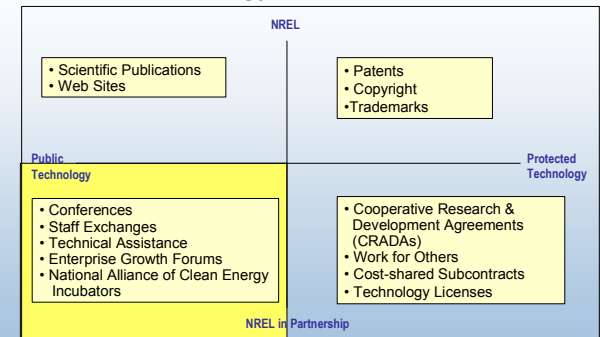 NREL
• Scientific Publications
• Web Sites
• Patents
• Copyright
•Trademarks
Public
Technology
Protected
Technology
• Conferences
• Staff Exchanges
• Technical Assistance
• Enterprise Growth Forums
• National Alliance of Clean Energy
Incubators
• Cooperative Research &
Development Agreements
(CRADAs)
• Work for Others
• Cost-shared Subcontracts
• Technology Licenses
NREL in Partnership